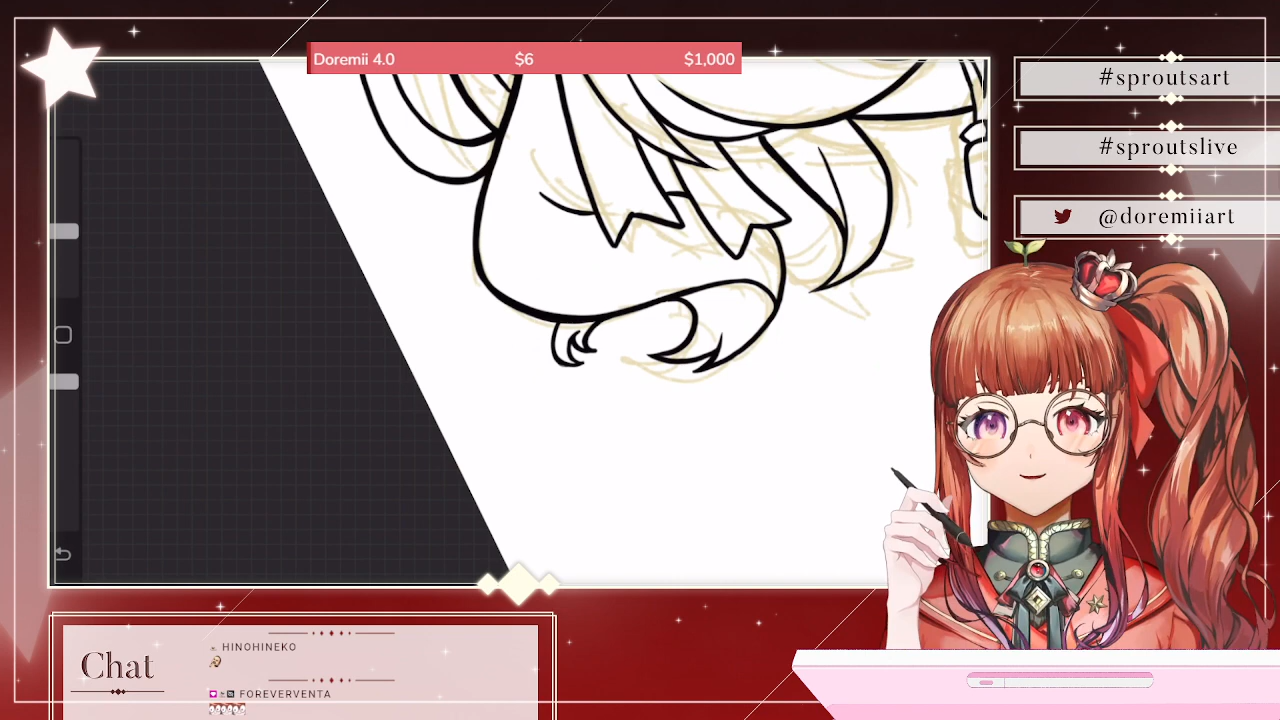 Doremii 4.0 $6 $1,000
#sproutsart
#sproutslive
@doremiiart
Chat
HINOHINEKO
FOREVERVENTA